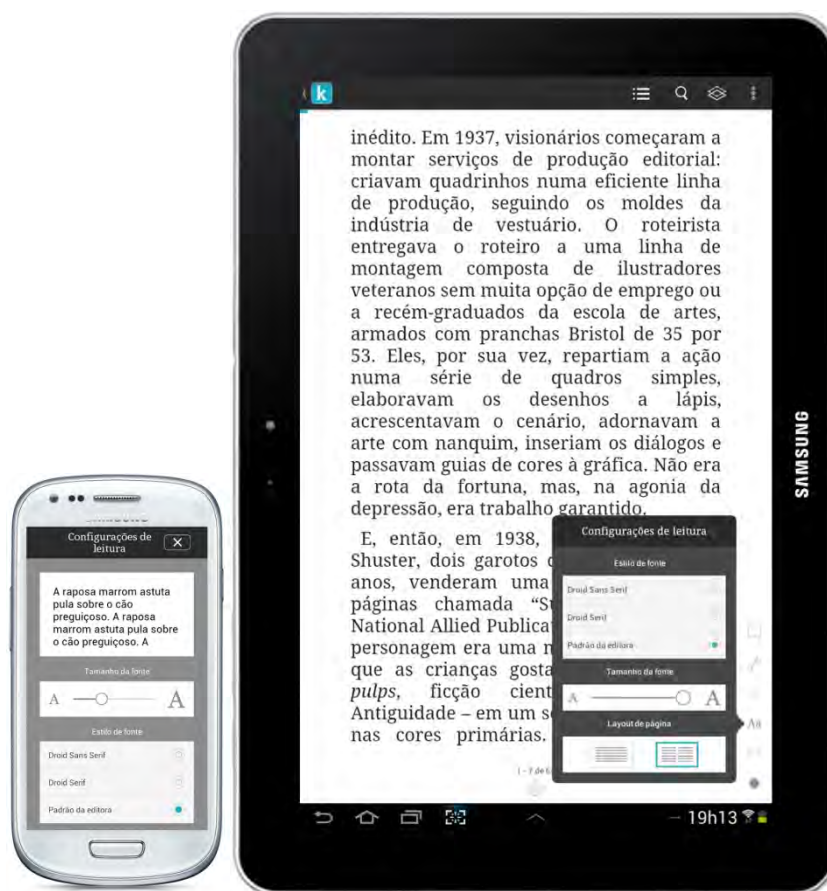 k
inédito. Em 1937, visionários começaram a
montar serviços de produção editorial:
criavam quadrinhos numa eficiente linha
de produção, seguindo os moldes da
indústria de vestuário. O roteirista
entregava o roteiro a uma linha de
montagem composta de ilustradores
veteranos sem muita opção de emprego ou
a recém-graduados da escola de artes,
armados com pranchas Bristol de 35 por
53. Eles, por sua vez, repartiam a ação
numa série de quadros simples,
elaboravam os desenhos a lápis,
acrescentavam o cenário, adornavam a
arte com nanquim, inseriam os diálogos e
passavam guias de cores à gráfica. Não era
a rota da fortuna, mas, na agonia da
depressão, era trabalho garantido.
E, então, em 1938,
Shuster, dois garotos
anos, venderam uma
páginas chamada
National Allied
personagem era uma
que as crianças
pulps, ficção
Antiguidade – em um
nas cores primárias.
Configurações de leitura
Estilo de fonte
Droid Sans Serif
Droid Serif
Padrão da editora
Tamanho da fonte
A A
Layout de página
Aa
19h13
SAMSUNG
Configurações de
leitura
A raposa marrom astuta
pula sobre o cão
preguiçoso. A raposa
marrom astuta pula sobre
o cão preguiçoso. A
Tamanho da fonte
A A
Estilo de fonte
Droid Sans Serif
Droid Serif
Padrão da editora